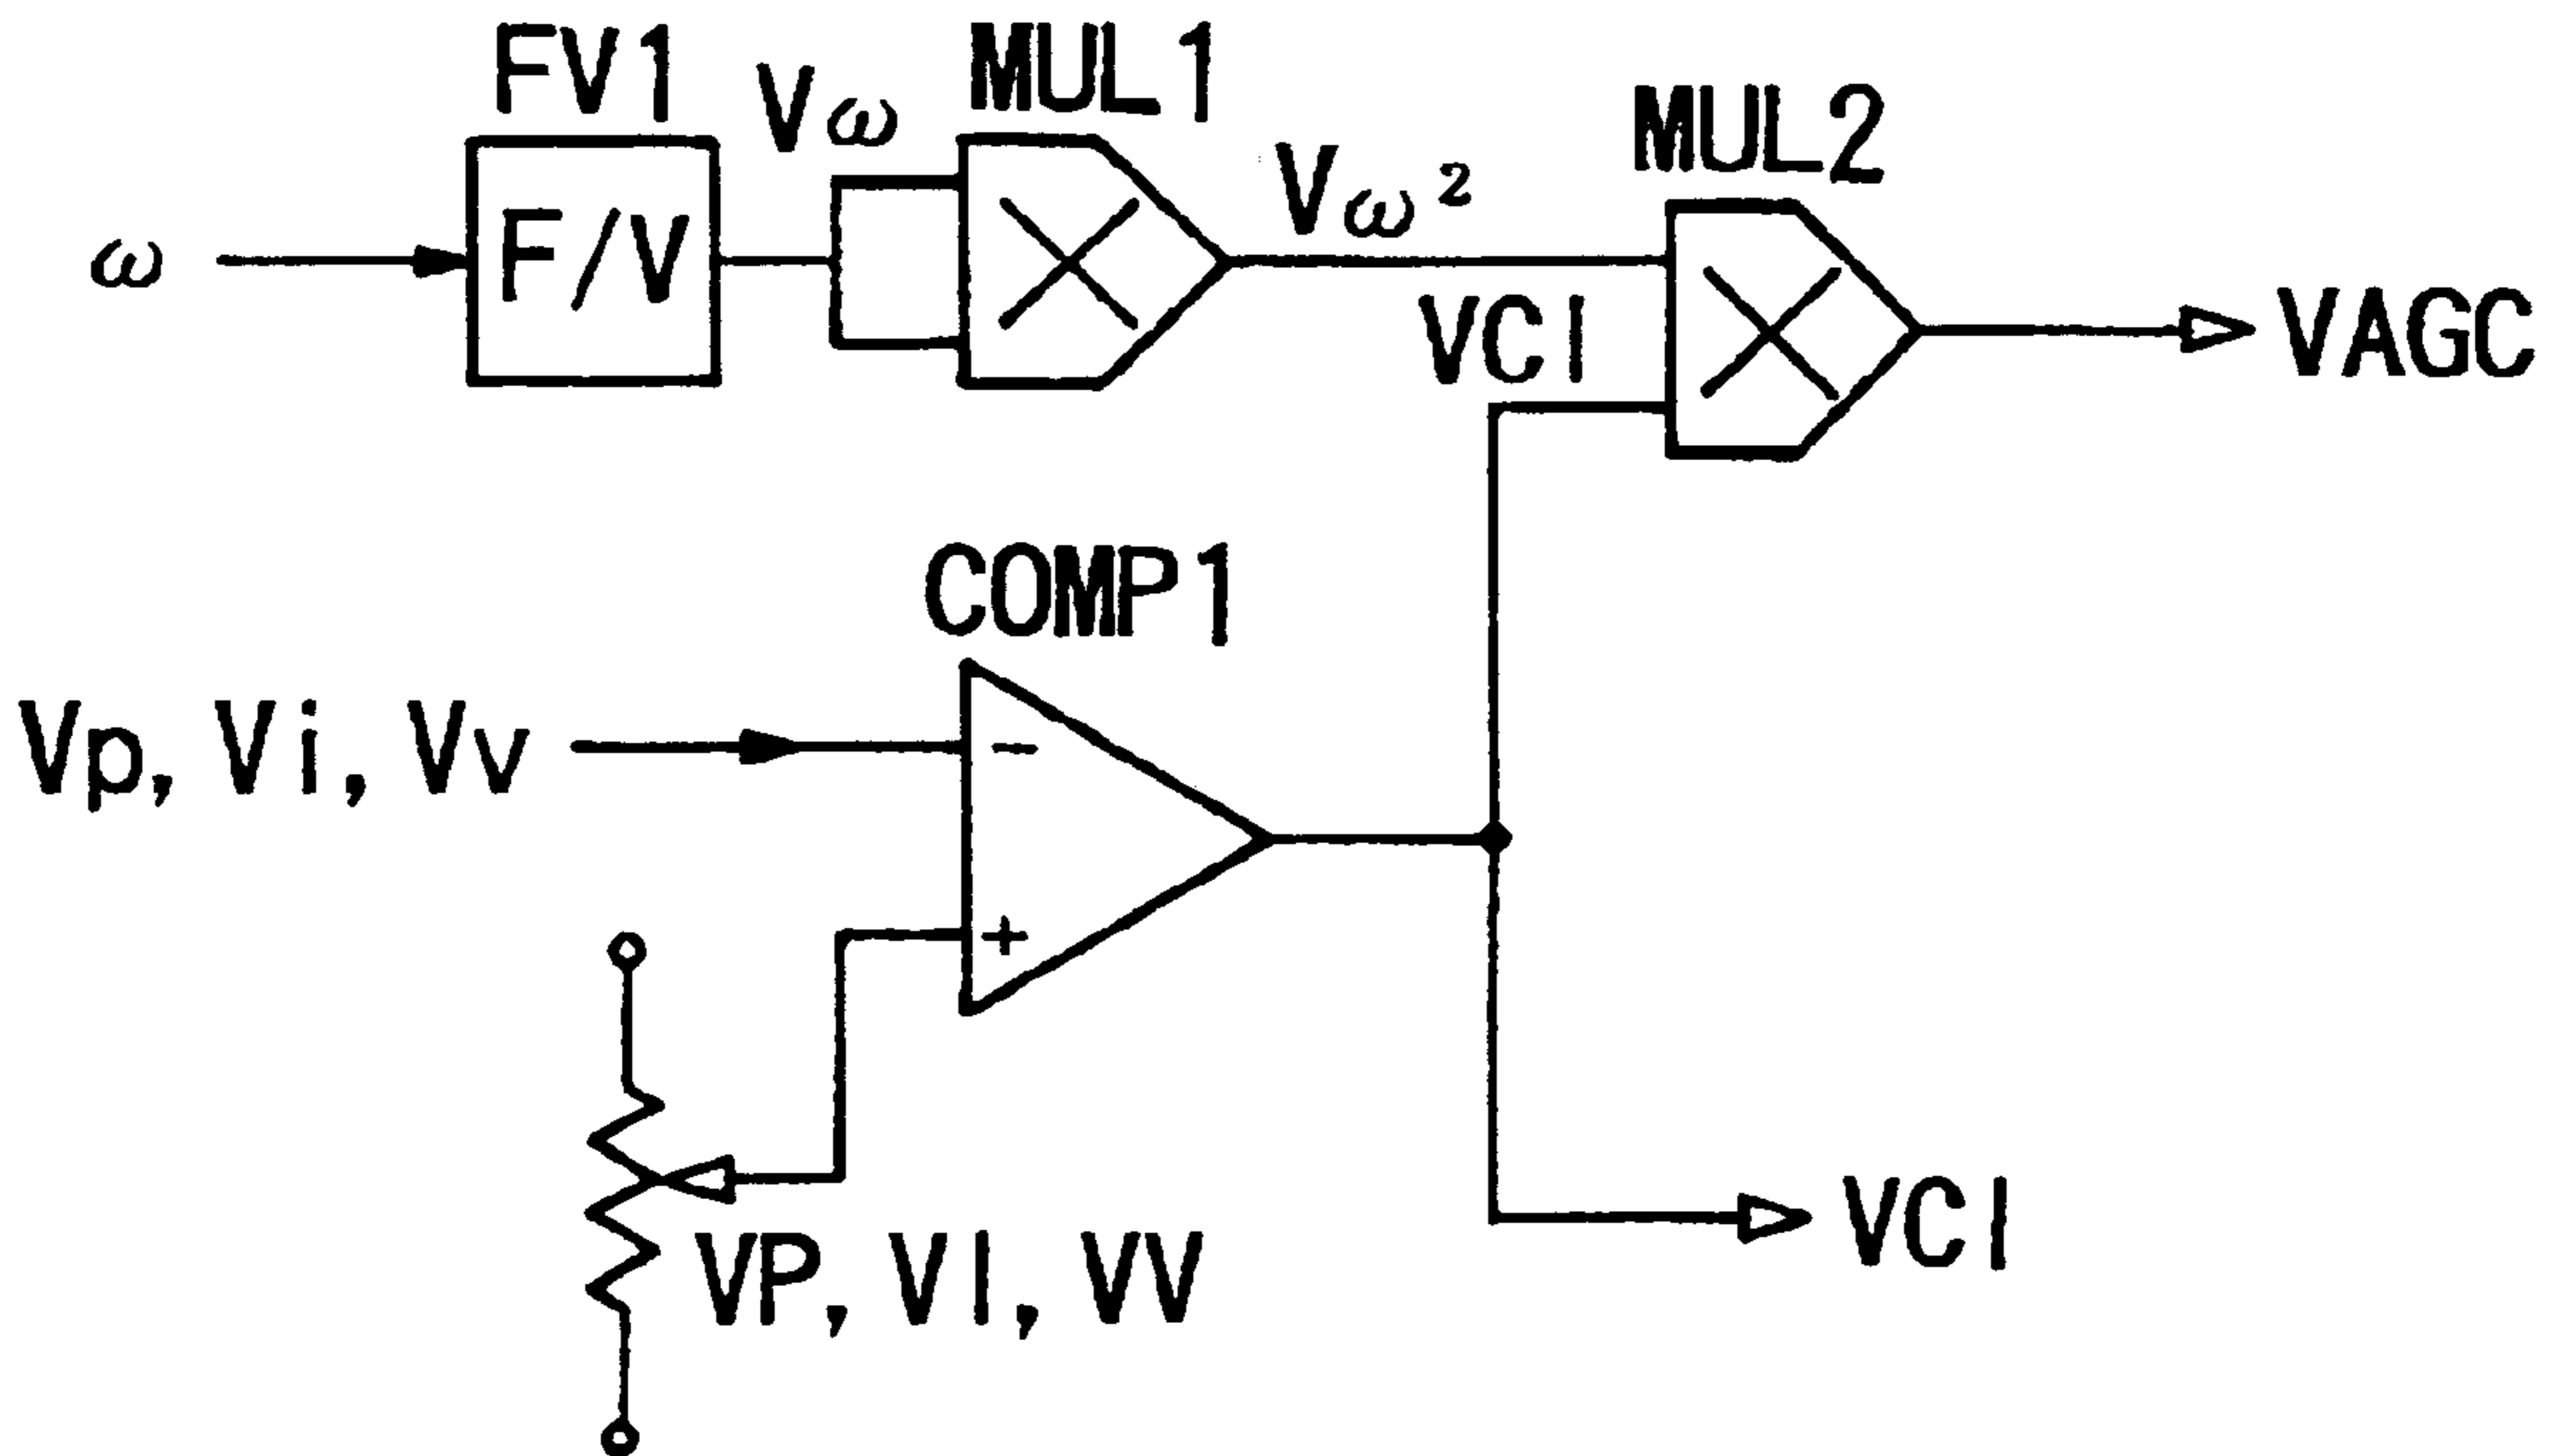 FV1
Vω
MUL1
Vω²
MUL2
ω
F/V
VCI
VAGC
COMP1
Vp, Vi, Vv
−
+
VP, VI, VV
VCI